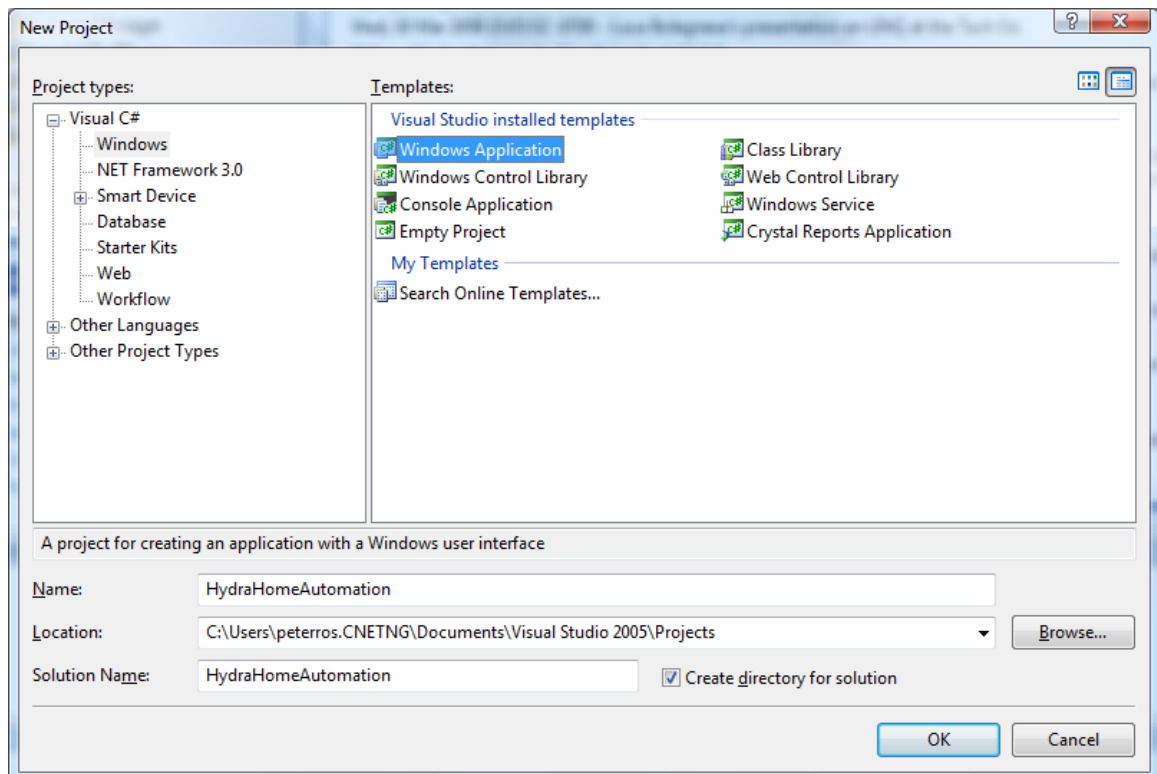 New Project
Project types:
Templates:
Visual C#
Windows
NET Framework 3.0
Smart Device
Database
Starter Kits
Web
Workflow
Other Languages
Other Project Types
Visual Studio installed templates
Windows Application
Class Library
Windows Control Library
Web Control Library
Console Application
Windows Service
Empty Project
Crystal Reports Application
My Templates
Search Online Templates...
A project for creating an application with a Windows user interface
Name: HydraHomeAutomation
Location: C:\Users\peterros.CNETNG\Documents\Visual Studio 2005\Projects Browse...
Solution Name: HydraHomeAutomation Create directory for solution
OK Cancel